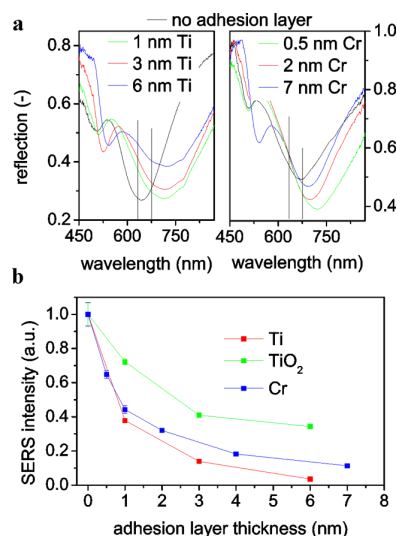 a
no adhesion layer
1 nm Ti
3 nm Ti
6 nm Ti
0.5 nm Cr
2 nm Cr
7 nm Cr
0.8
0.6
0.4
0.2
1.0
0.8
0.6
0.4
reflection (-)
450 600 750
450 600 750
wavelength (nm)
wavelength (nm)
b
Ti
TiO2
Cr
1.0
0.8
0.6
0.4
0.2
0.0
SERS intensity (a.u.)
0 1 2 3 4 5 6 7 8
adhesion layer thickness (nm)